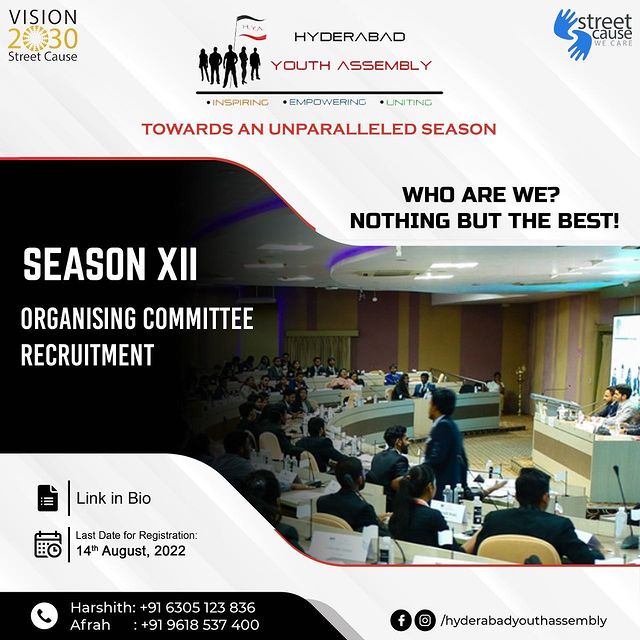 VISION
2030
Street Cause
H.Y.A
HYDERABAD
YOUTH ASSEMBLY
• INSPIRING • EMPOWERING • UNITING
street
cause
WE CARE
TOWARDS AN UNPARALLELED SEASON
WHO ARE WE?
NOTHING BUT THE BEST!
SEASON XII
ORGANISING COMMITTEE
RECRUITMENT
Link in Bio
Last Date for Registration:
14th August, 2022
Harshith: +91 6305 123 836
Afrah : +91 9618 537 400
/hyderabadyouthassembly